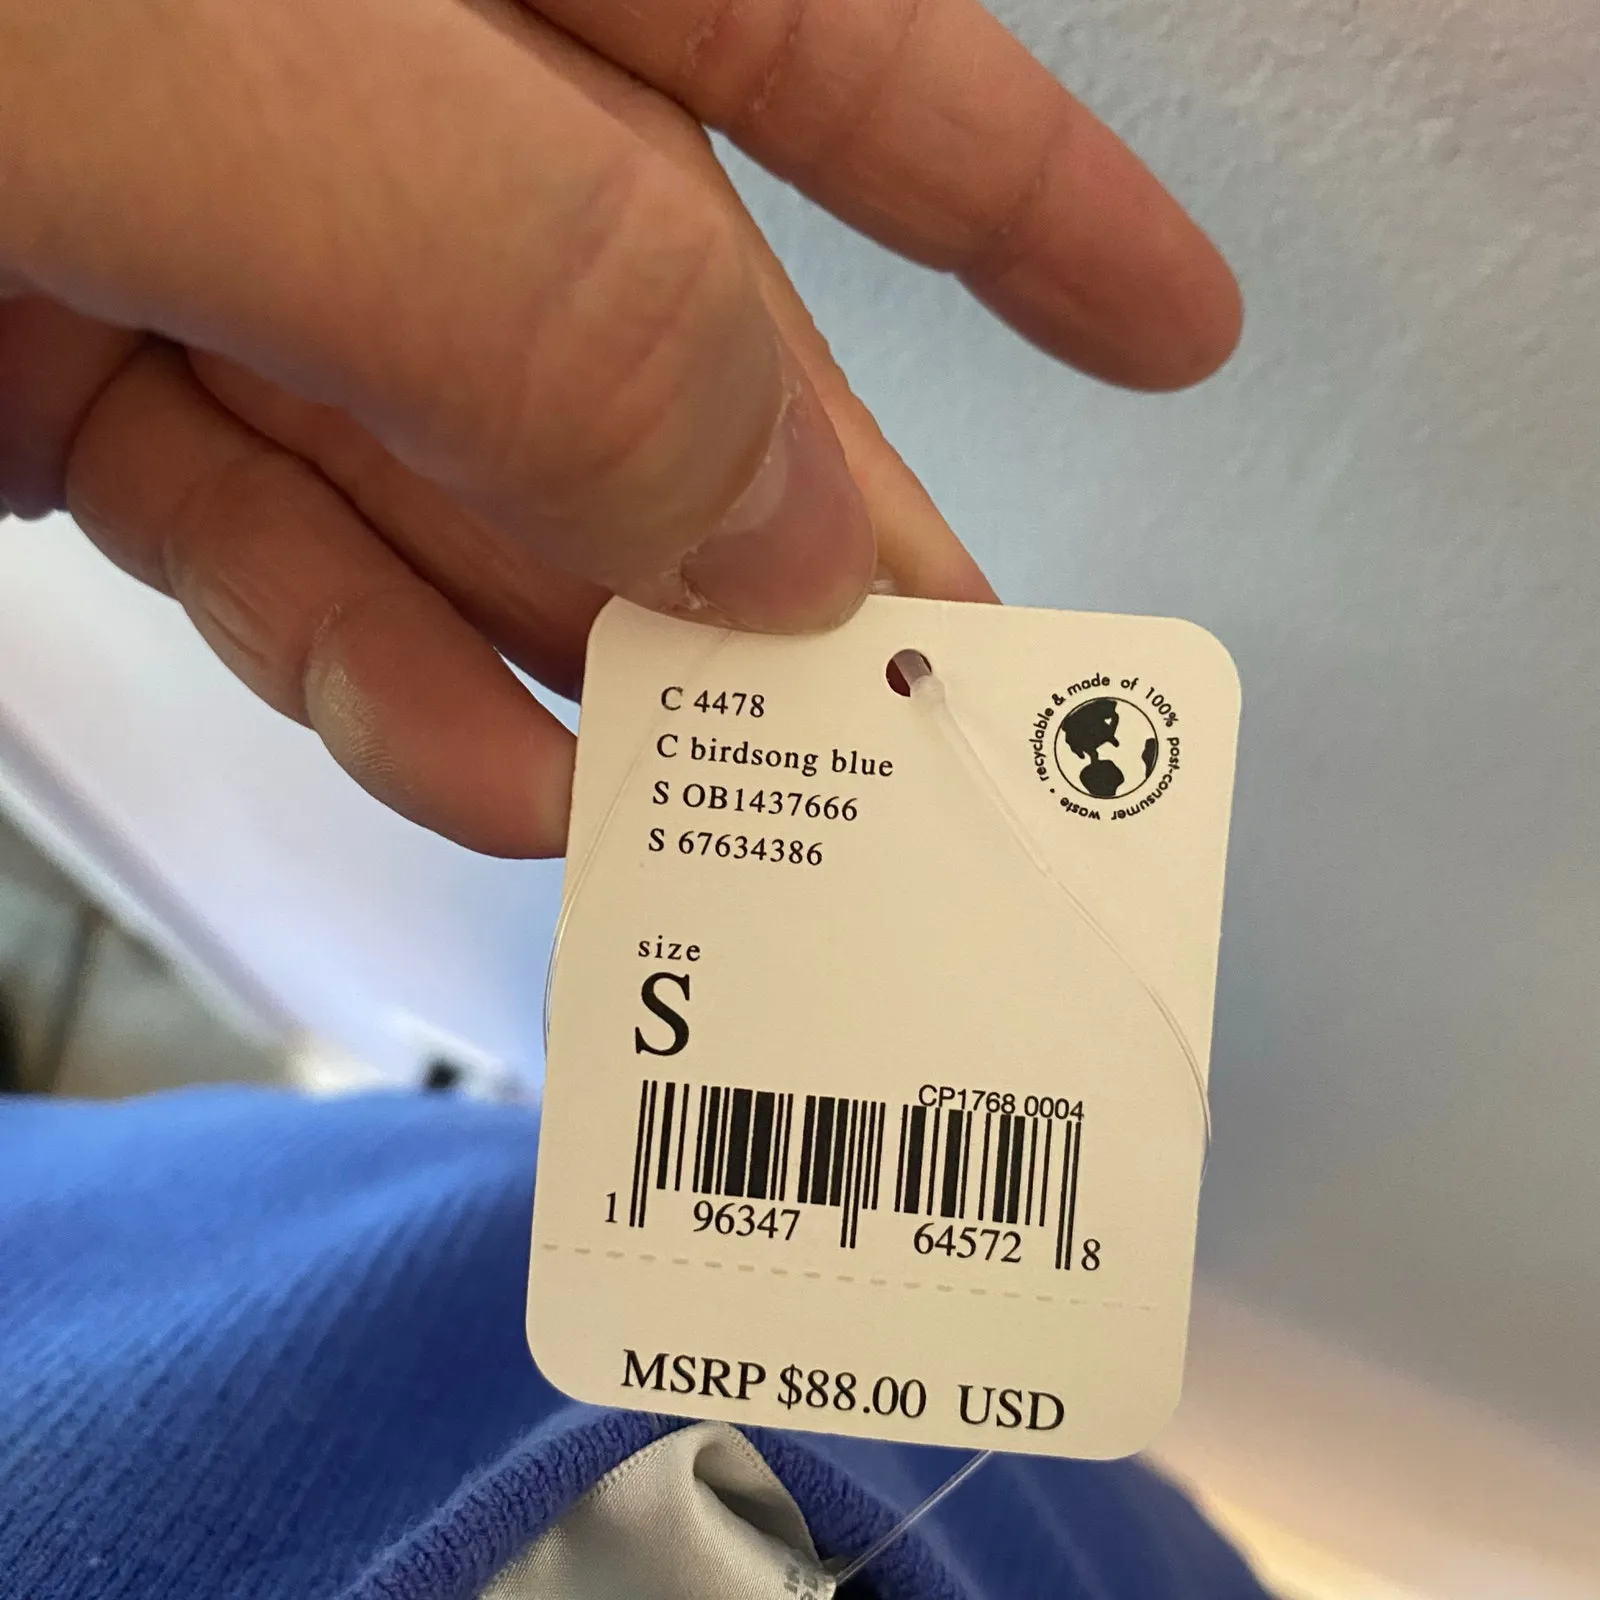 C 4478
C birdsong blue
S OB1437666
S 67634386
recyclable & made of 100% post-consumer waste •
size
S
CP1768 0004
1 96347 64572 8
MSRP $88.00 USD